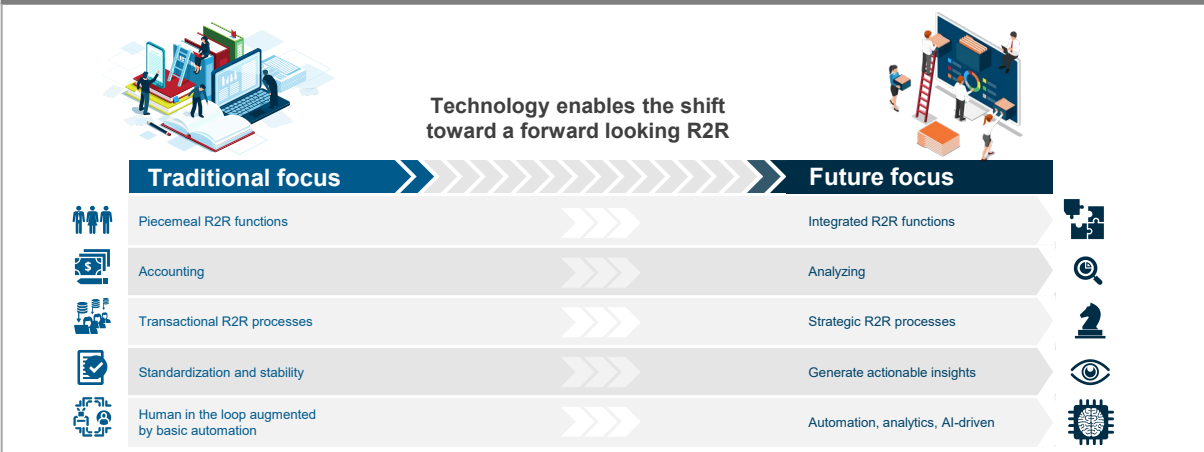 Technology enables the shift
toward a forward looking R2R
Traditional focus
Future focus
Piecemeal R2R functions
Integrated R2R functions
Accounting
Analyzing
Transactional R2R processes
Strategic R2R processes
Standardization and stability
Generate actionable insights
Human in the loop augmented
by basic automation
Automation, analytics, AI-driven